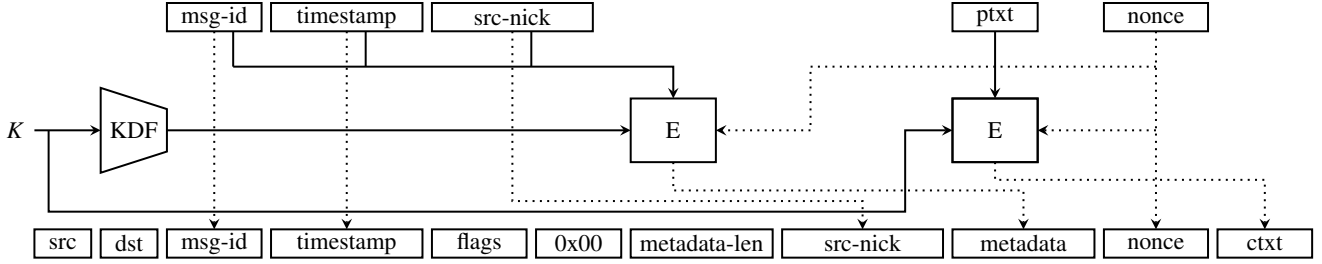 msg-id timestamp src-nick ptxt nonce
K KDF E E
src dst msg-id timestamp flags 0x00 metadata-len src-nick metadata nonce ctxt